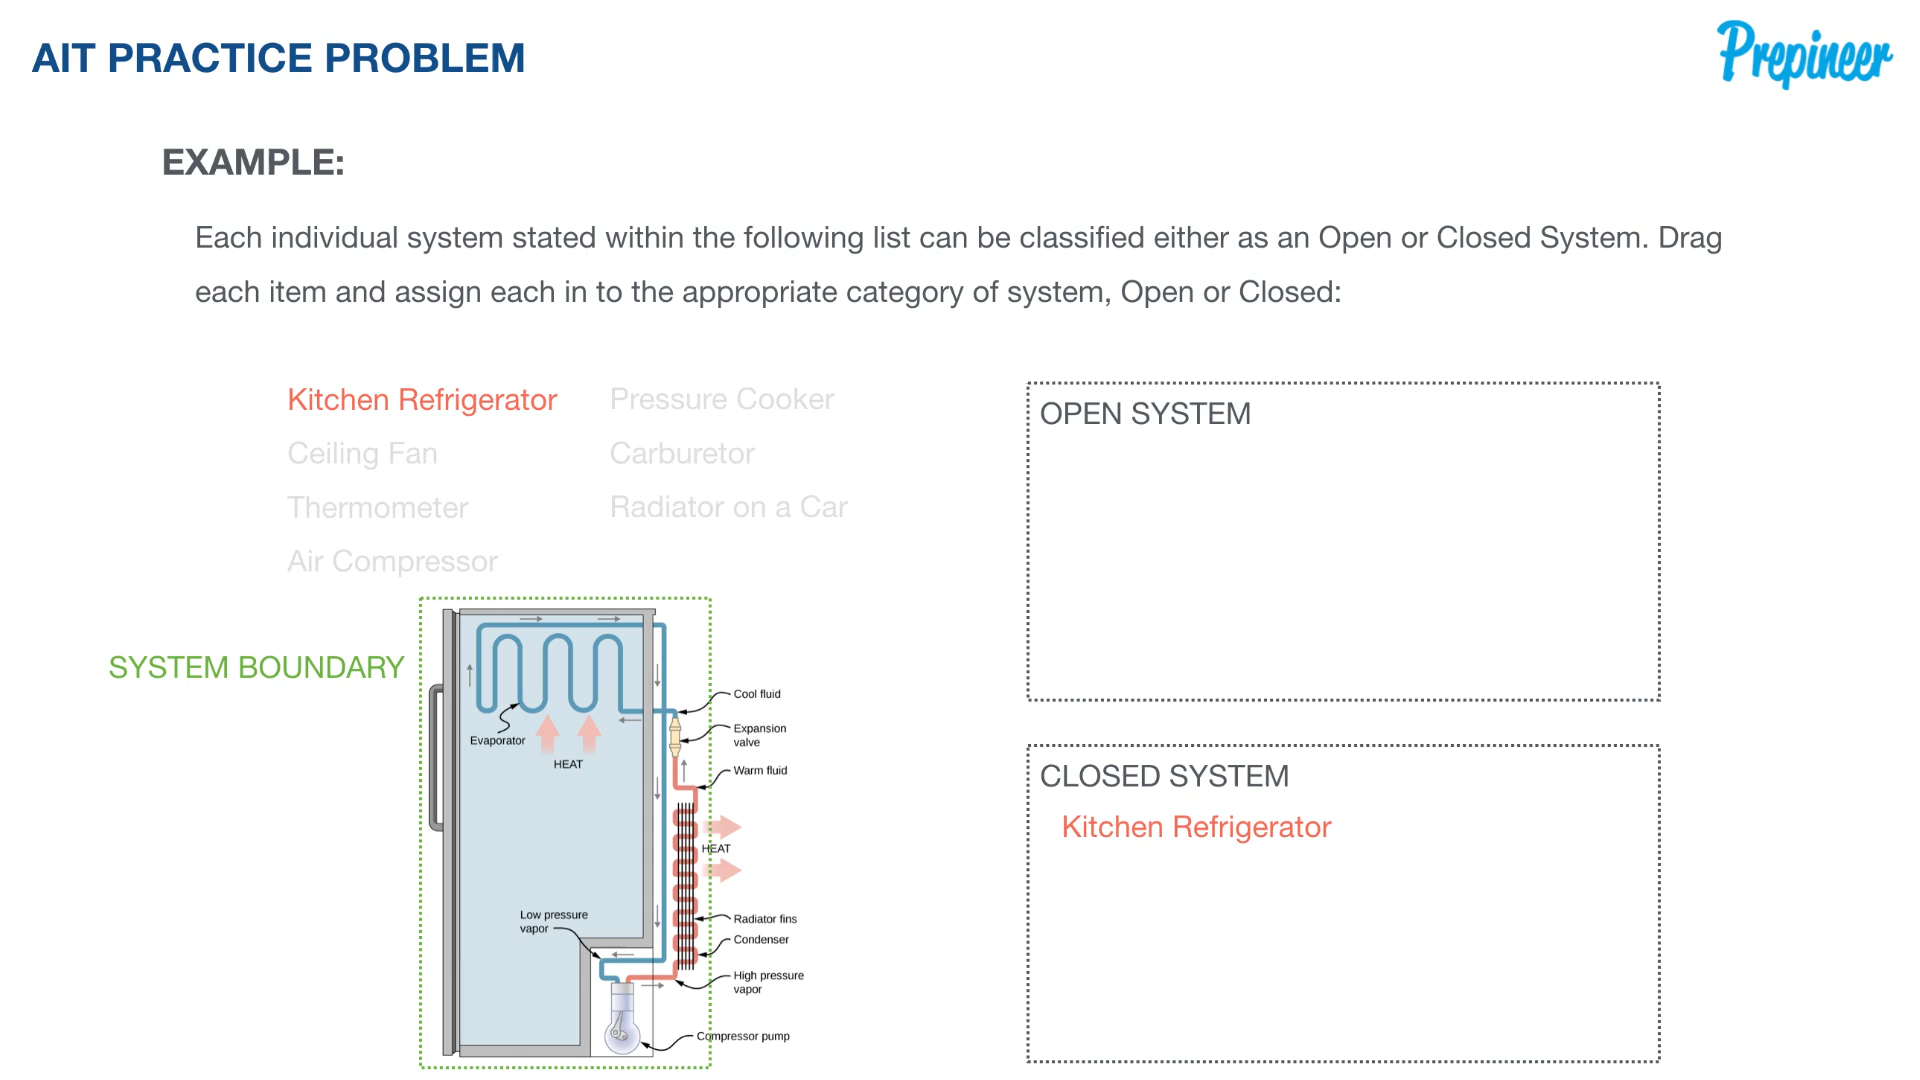 AIT PRACTICE PROBLEM
Prepineer
EXAMPLE:
Each individual system stated within the following list can be classified either as an Open or Closed System. Drag
each item and assign each in to the appropriate category of system, Open or Closed:
Kitchen Refrigerator
Ceiling Fan
Thermometer
Air Compressor
Pressure Cooker
Carburetor
Radiator on a Car
OPEN SYSTEM
CLOSED SYSTEM
Kitchen Refrigerator
SYSTEM BOUNDARY
Evaporator
HEAT
Low pressure
vapor
Cool fluid
Expansion
valve
Warm fluid
HEAT
Radiator fins
Condenser
High pressure
vapor
Compressor pump